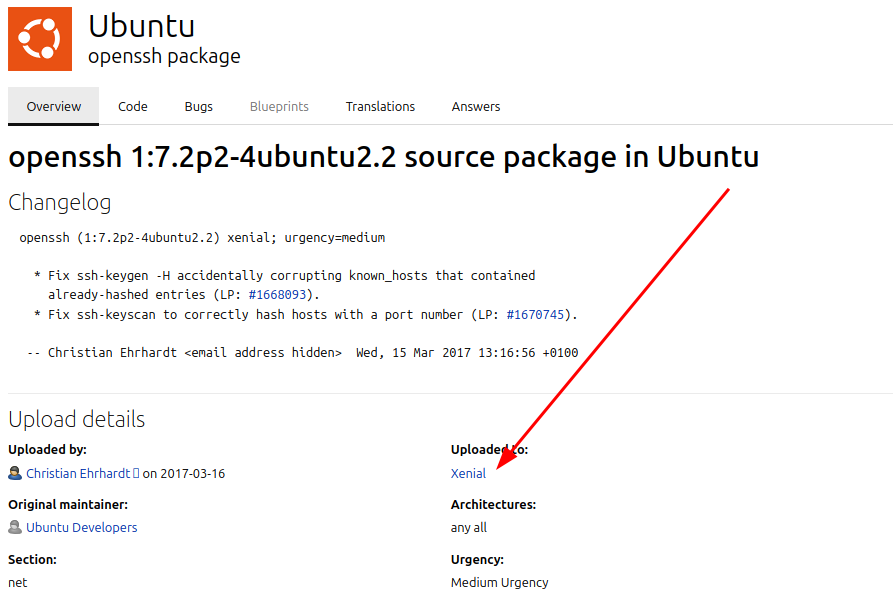 Ubuntu
openssh package
Overview Code Bugs Blueprints Translations Answers
openssh 1:7.2p2-4ubuntu2.2 source package in Ubuntu
Changelog
openssh (1:7.2p2-4ubuntu2.2) xenial; urgency=medium
* Fix ssh-keygen -H accidentally corrupting known_hosts that contained
already-hashed entries (LP: #1668093).
* Fix ssh-keyscan to correctly hash hosts with a port number (LP: #1670745).
-- Christian Ehrhardt <email address hidden>  Wed, 15 Mar 2017 13:16:56 +0100
Upload details
Uploaded by:
Christian Ehrhardt on 2017-03-16
Uploaded to:
Xenial
Original maintainer:
Ubuntu Developers
Architectures:
any all
Section:
net
Urgency:
Medium Urgency